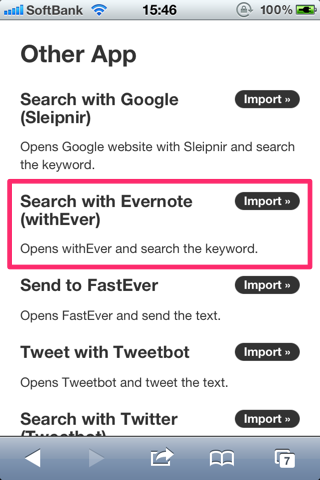 SoftBank 15:46 100%
Other App
Search with Google
(Sleipnir)
Import »
Opens Google website with Sleipnir and search
the keyword.
Search with Evernote
(withEver)
Import »
Opens withEver and search the keyword.
Send to FastEver
Import »
Opens FastEver and send the text.
Tweet with Tweetbot
Import »
Opens Tweetbot and tweet the text.
Search with Twitter
(Tweetbot)
Import »
7